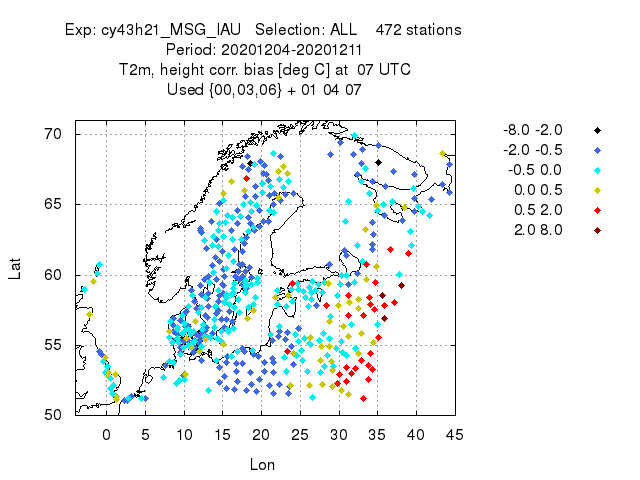 Exp: cy43h21_MSG_IAU Selection: ALL 472 stations
Period: 20201204-20201211
T2m, height corr. bias [deg C] at 07 UTC
Used {00,03,06} + 01 04 07
-8.0 -2.0
-2.0 -0.5
-0.5 0.0
0.0 0.5
0.5 2.0
2.0 8.0
70
65
60
55
50
Lat
0 5 10 15 20 25 30 35 40 45
Lon